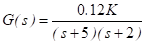 G(s) = 0.12K / (s+5)(s+2)